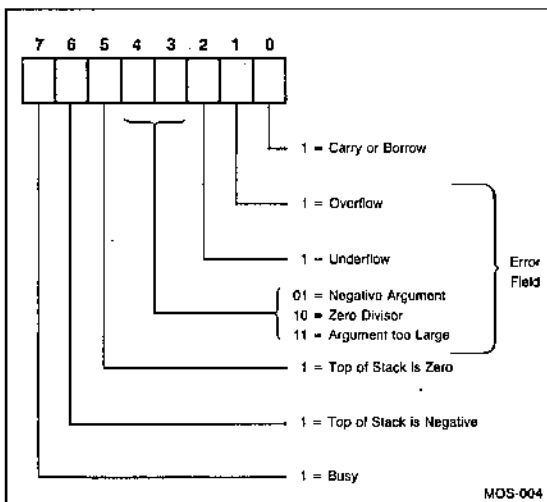 7 6 5 4 3 2 1 0
1 = Carry or Borrow
1 = Overflow
1 = Underflow
Error
Field
01 = Negative Argument
10 = Zero Divisor
11 = Argument too Large
1 = Top of Stack is Zero
1 = Top of Stack is Negative
1 = Busy
MOS-004